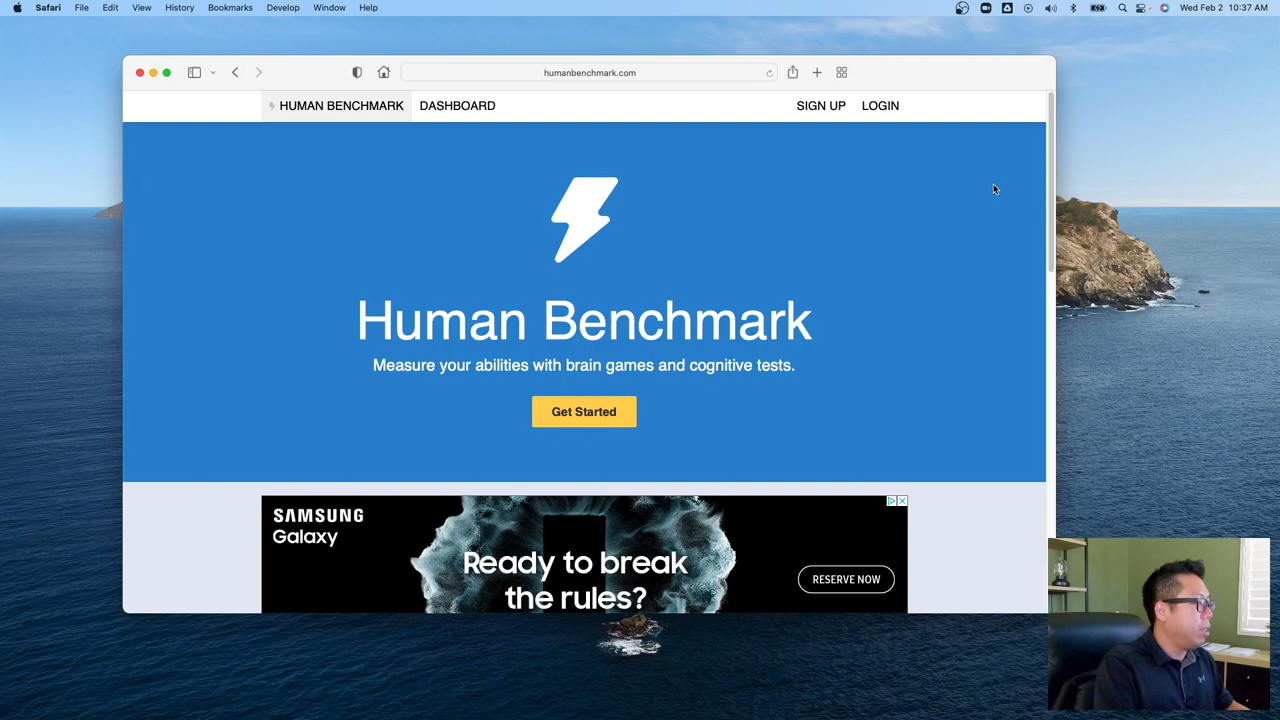 Safari File Edit View History Bookmarks Develop Window Help Wed Feb 2 10:37 AM
humanbenchmark.com
HUMAN BENCHMARK DASHBOARD SIGN UP LOGIN
Human Benchmark
Measure your abilities with brain games and cognitive tests.
Get Started
SAMSUNG
Galaxy
Ready to break
the rules?
RESERVE NOW